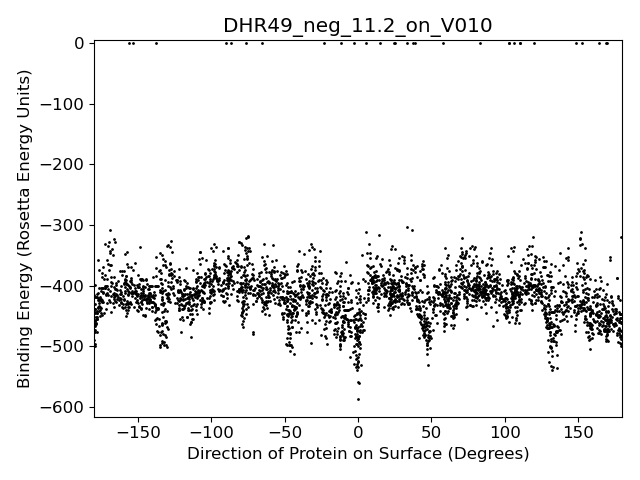 DHR49_neg_11.2_on_V010
0
−100
−200
−300
−400
−500
−600
Binding Energy (Rosetta Energy Units)
−150 −100 −50 0 50 100 150
Direction of Protein on Surface (Degrees)